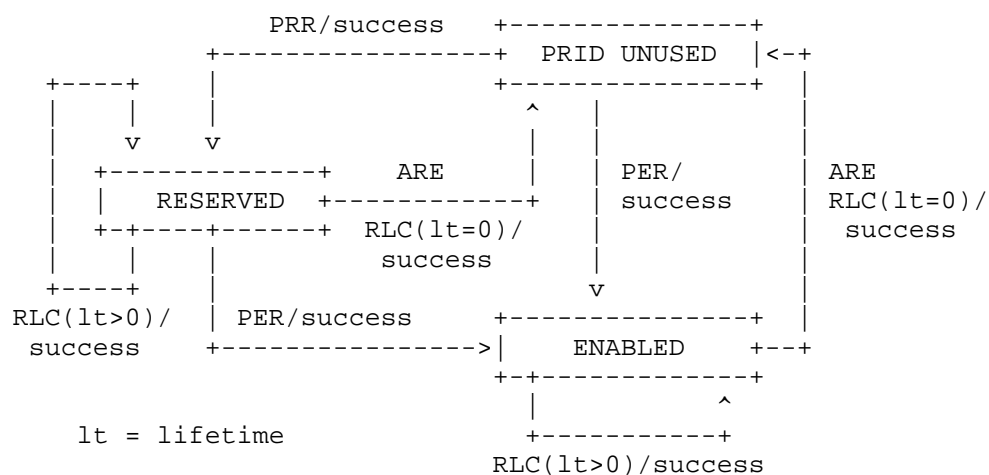 PRR/success
PRID UNUSED
ARE PER/ ARE
RESERVED success RLC(lt=0)/
RLC(lt=0)/ success
success
RLC(lt>0)/ PER/success
success ENABLED
lt = lifetime
RLC(lt>0)/success